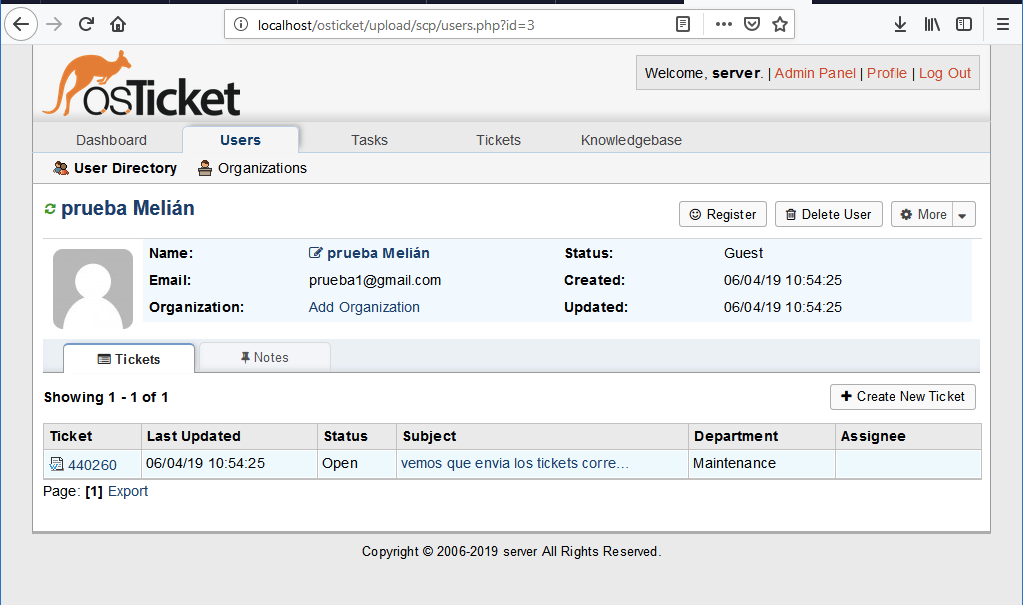 localhost/osticket/upload/scp/users.php?id=3
osTicket
Welcome, server. | Admin Panel | Profile | Log Out
Dashboard Users Tasks Tickets Knowledgebase
User Directory Organizations
prueba Melián Register Delete User More
Name: prueba Melián Status: Guest
Email: prueba1@gmail.com Created: 06/04/19 10:54:25
Organization: Add Organization Updated: 06/04/19 10:54:25
Tickets Notes
Showing 1 - 1 of 1 Create New Ticket
Ticket Last Updated Status Subject Department Assignee
440260 06/04/19 10:54:25 Open vemos que envia los tickets corre... Maintenance
Page: [1] Export
Copyright © 2006-2019 server All Rights Reserved.